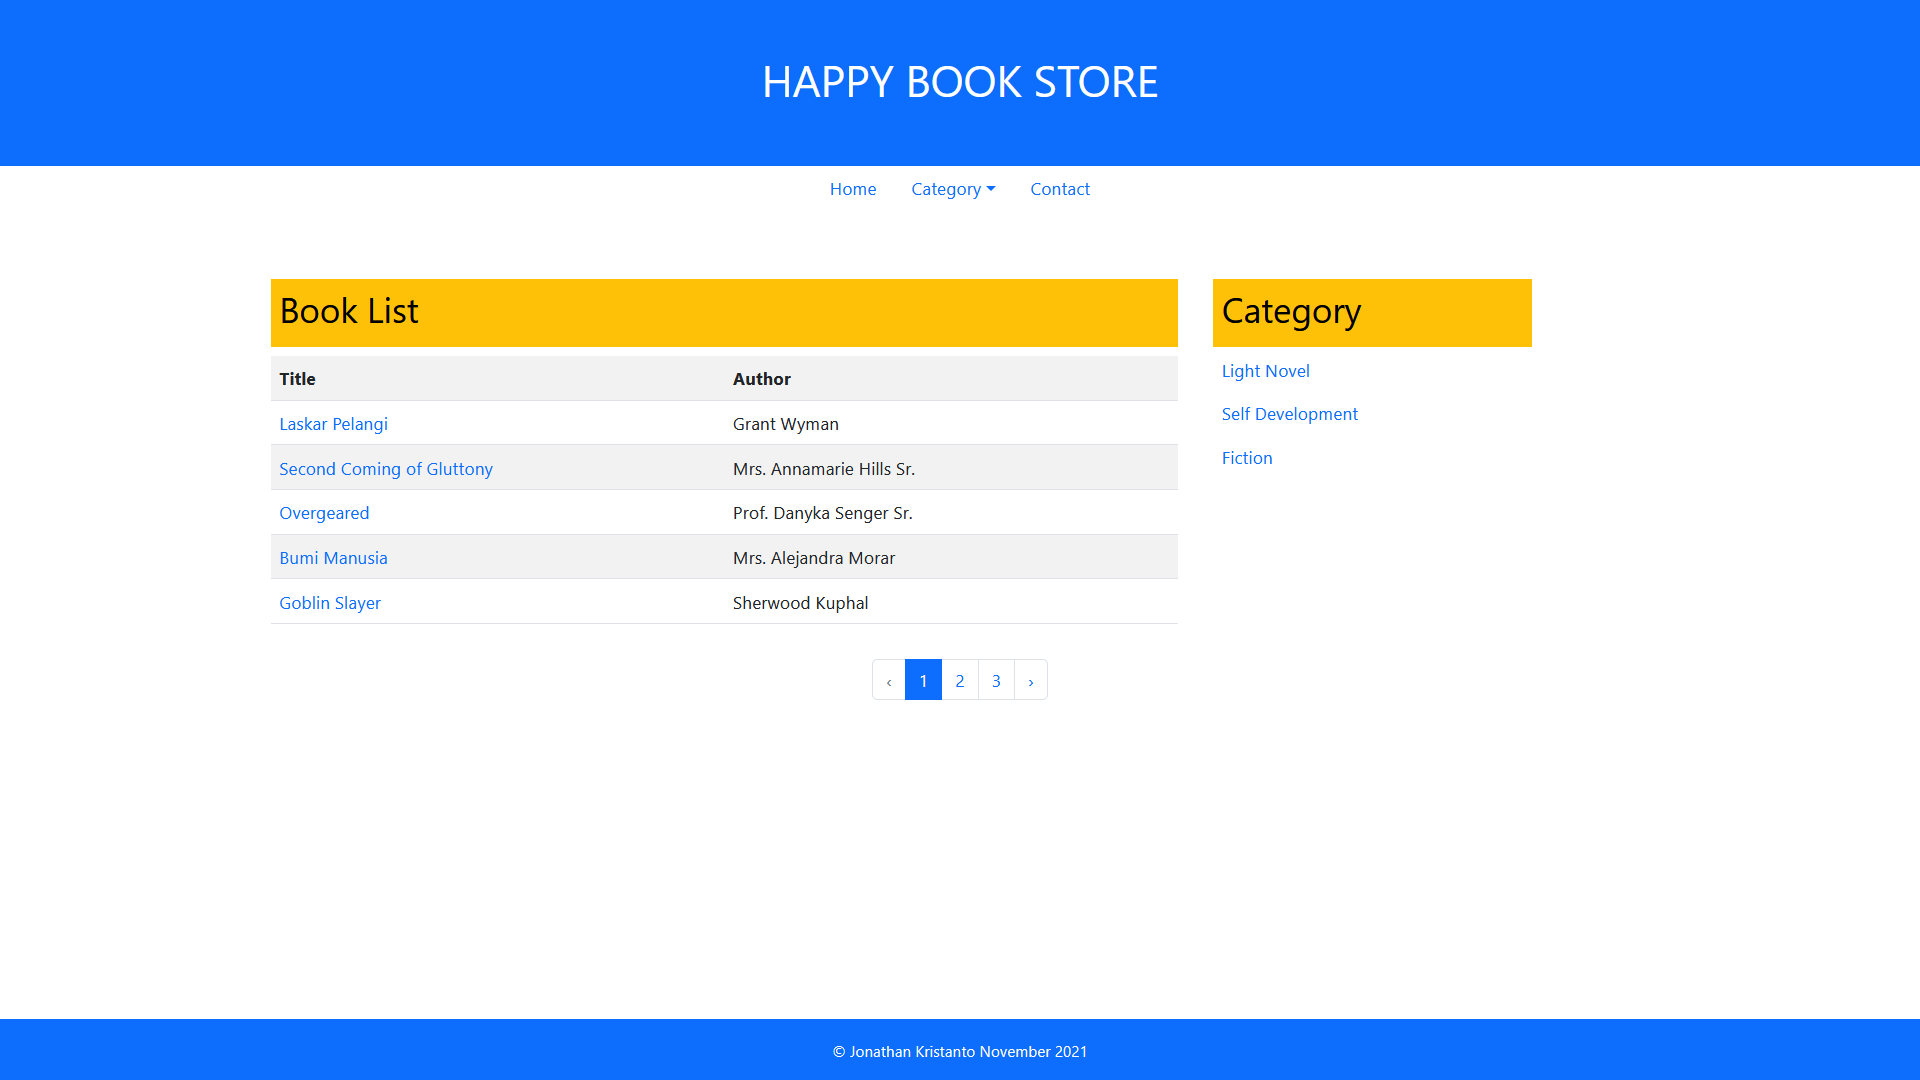 HAPPY BOOK STORE
Home Category Contact
Book List
Title Author
Laskar Pelangi Grant Wyman
Second Coming of Gluttony Mrs. Annamarie Hills Sr.
Overgeared Prof. Danyka Senger Sr.
Bumi Manusia Mrs. Alejandra Morar
Goblin Slayer Sherwood Kuphal
Category
Light Novel
Self Development
Fiction
‹ 1 2 3 ›
© Jonathan Kristanto November 2021